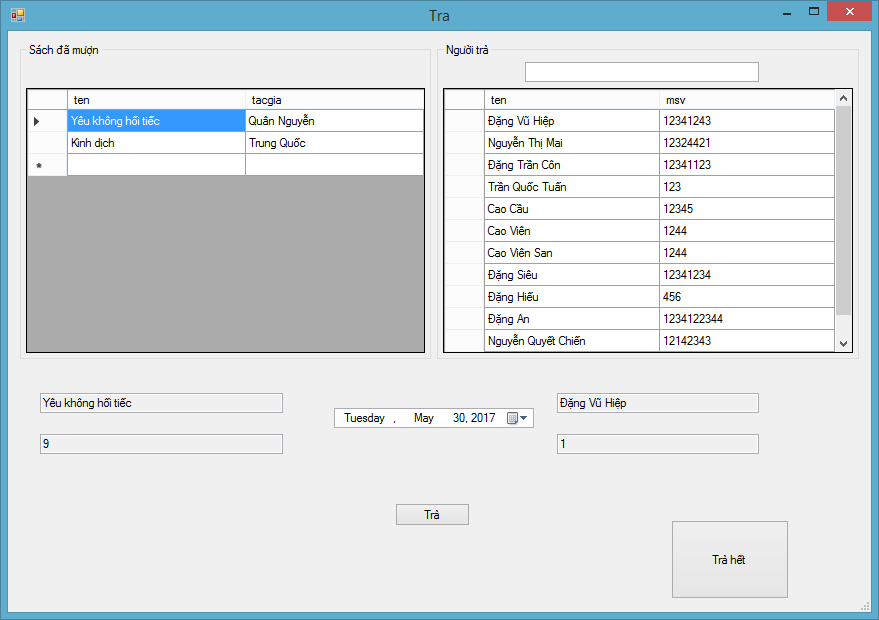 Tra
Sách đã mượn
ten tacgia
Yêu không hối tiếc Quân Nguyễn
Kinh dịch Trung Quốc
Người trả
ten msv
Đặng Vũ Hiệp 12341243
Nguyễn Thị Mai 12324421
Đặng Trần Côn 12341123
Trần Quốc Tuấn 123
Cao Cầu 12345
Cao Viên 1244
Cao Viên San 1244
Đặng Siêu 12341234
Đặng Hiếu 456
Đặng An 1234122344
Nguyễn Quyết Chiến 12142343
Yêu không hối tiếc
9
Tuesday , May 30, 2017
Đặng Vũ Hiệp
1
Trả
Trả hết